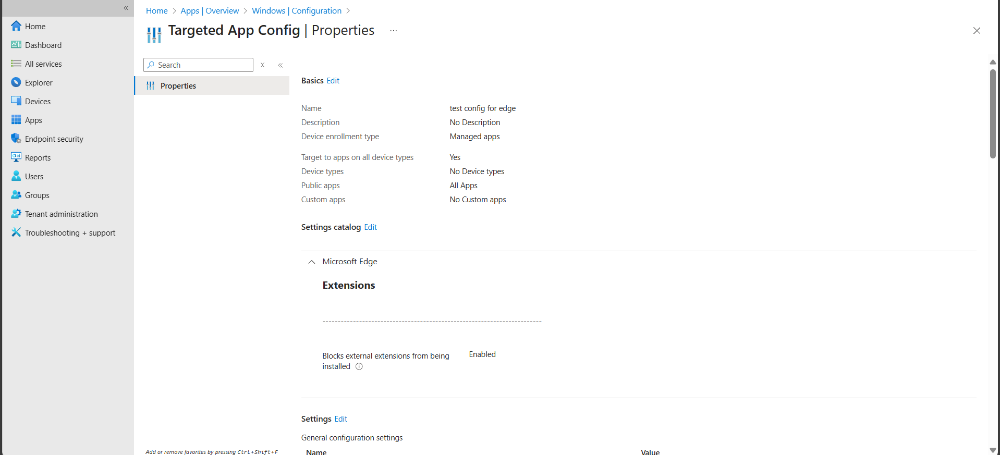 Home > Apps | Overview > Windows | Configuration >
Targeted App Config | Properties ...
Home
Dashboard
All services
Explorer
Devices
Apps
Endpoint security
Reports
Users
Groups
Tenant administration
Troubleshooting + support
Search
Properties
Add or remove favorites by pressing Ctrl+Shift+F
Basics Edit
Name test config for edge
Description No Description
Device enrollment type Managed apps
Target to apps on all device types Yes
Device types No Device types
Public apps All Apps
Custom apps No Custom apps
Settings catalog Edit
Microsoft Edge
Extensions
------------------------------------------------------------------------
Blocks external extensions from being Enabled
installed
Settings Edit
General configuration settings
Name Value